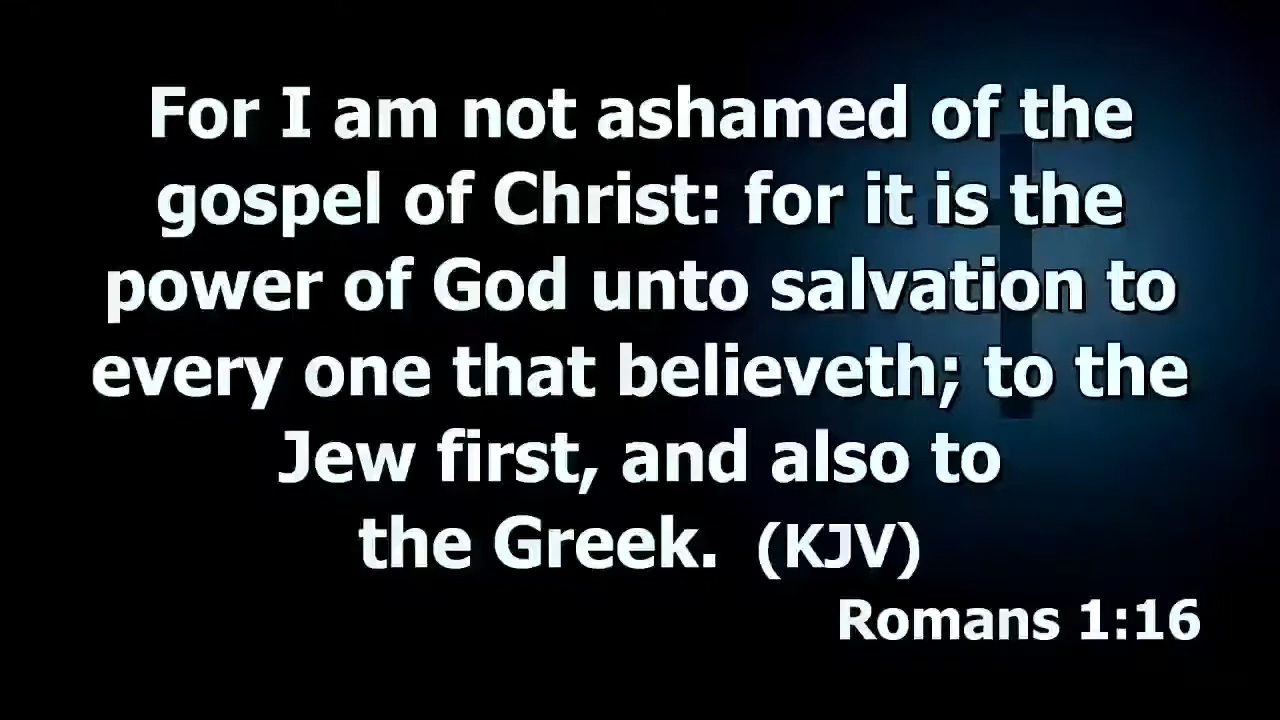 For I am not ashamed of the
gospel of Christ: for it is the
power of God unto salvation to
every one that believeth; to the
Jew first, and also to
the Greek. (KJV)
Romans 1:16